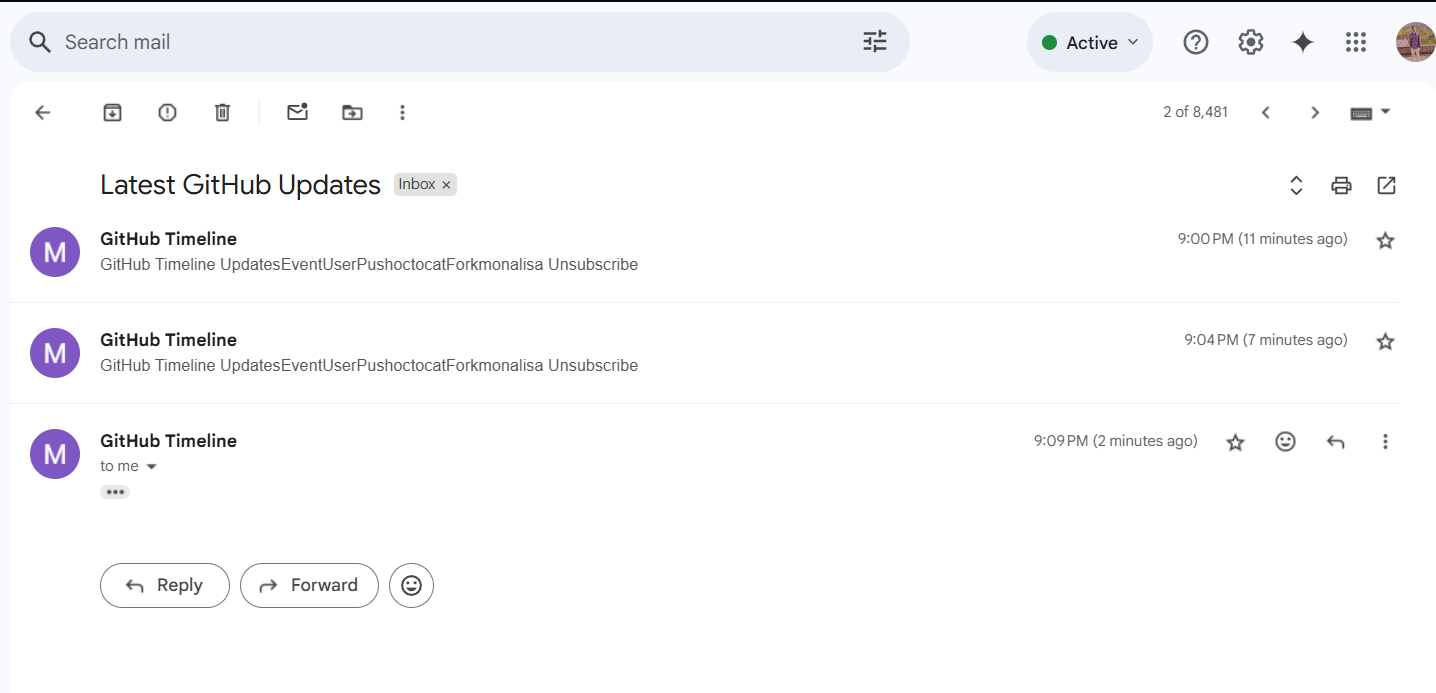 Search mail
Active
2 of 8,481
Latest GitHub Updates Inbox ×
GitHub Timeline 9:00 PM (11 minutes ago)
GitHub Timeline UpdatesEventUserPushoctocatForkmonalisa Unsubscribe
M
GitHub Timeline 9:04 PM (7 minutes ago)
GitHub Timeline UpdatesEventUserPushoctocatForkmonalisa Unsubscribe
M
GitHub Timeline 9:09 PM (2 minutes ago)
M
to me
Reply Forward